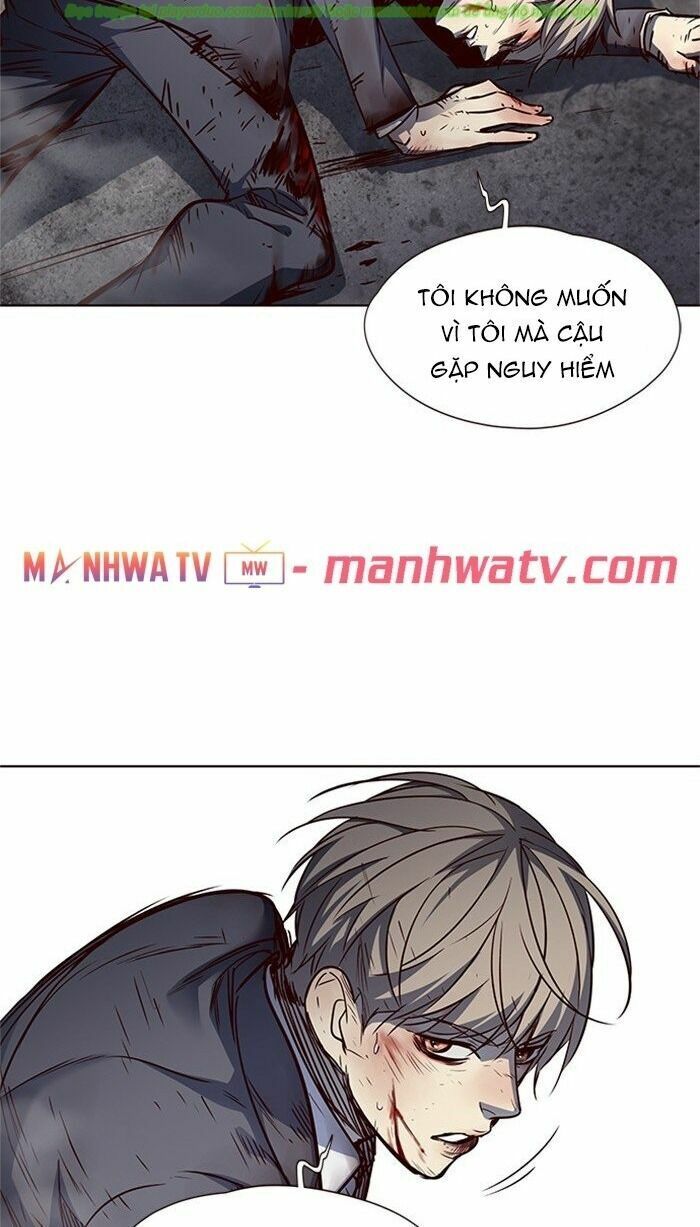 TÔI KHÔNG MUỐN
VÌ TÔI MÀ CẬU
GẶP NGUY HIỂM
MANHWA TV MW - manhwatv.com